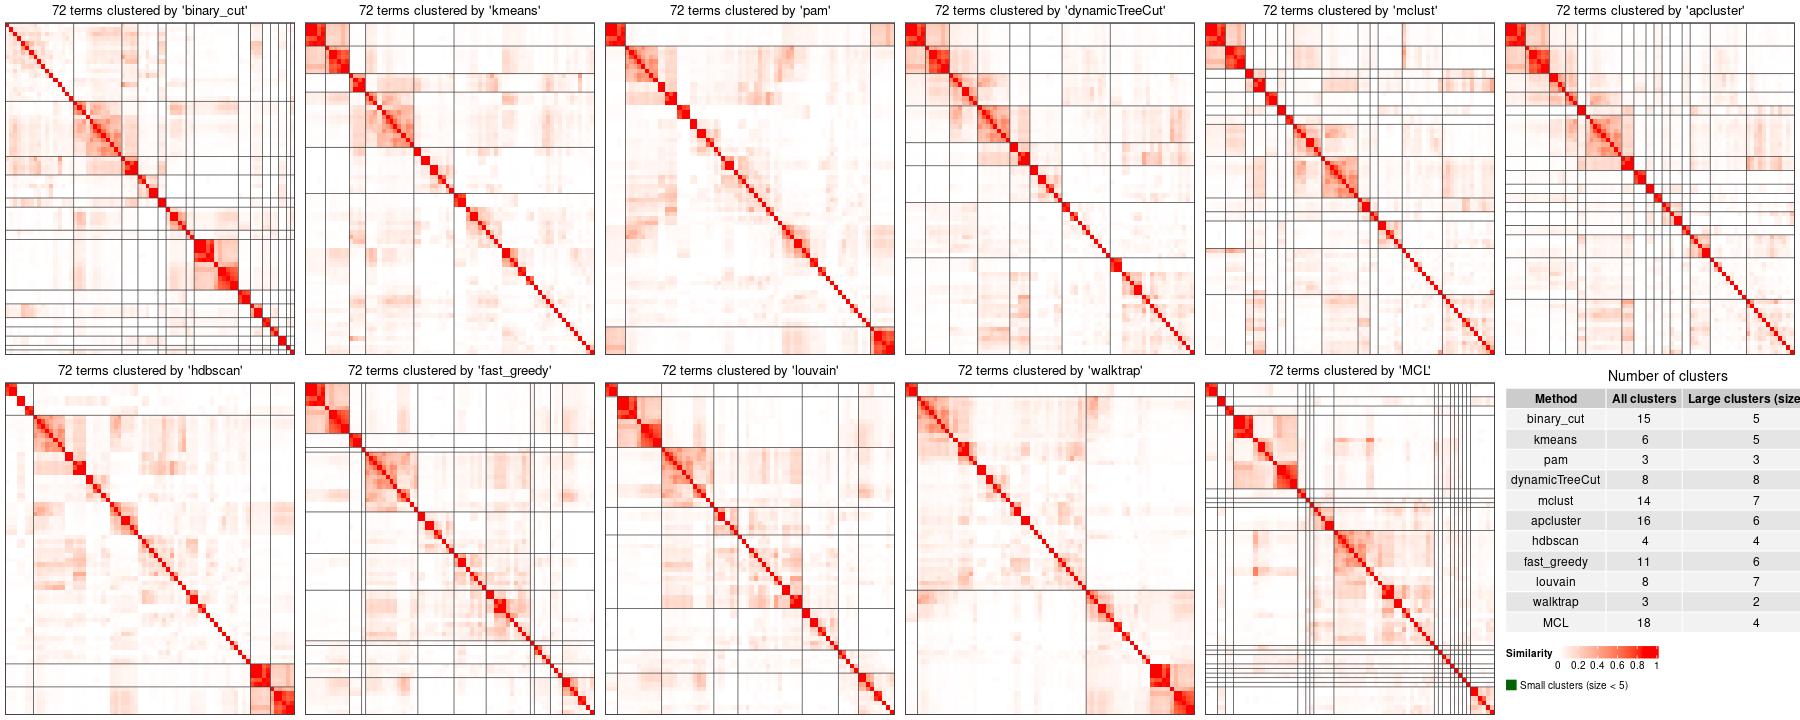 72 terms clustered by 'binary_cut'
72 terms clustered by 'kmeans'
72 terms clustered by 'pam'
72 terms clustered by 'dynamicTreeCut'
72 terms clustered by 'mclust'
72 terms clustered by 'apcluster'
72 terms clustered by 'hdbscan'
72 terms clustered by 'fast_greedy'
72 terms clustered by 'louvain'
72 terms clustered by 'walktrap'
72 terms clustered by 'MCL'
Number of clusters
Method All clusters Large clusters (size
binary_cut 15 5
kmeans 6 5
pam 3 3
dynamicTreeCut 8 8
mclust 14 7
apcluster 16 6
hdbscan 4 4
fast_greedy 11 6
louvain 8 7
walktrap 3 2
MCL 18 4
Similarity
0 0.2 0.4 0.6 0.8 1
Small clusters (size < 5)